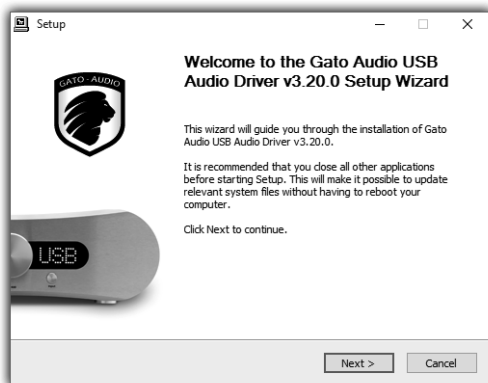 Setup
GATO - AUDIO
Welcome to the Gato Audio USB
Audio Driver v3.20.0 Setup Wizard
This wizard will guide you through the installation of Gato
Audio USB Audio Driver v3.20.0.
It is recommended that you close all other applications
before starting Setup. This will make it possible to update
relevant system files without having to reboot your
computer.
Click Next to continue.
USB
Next >
Cancel